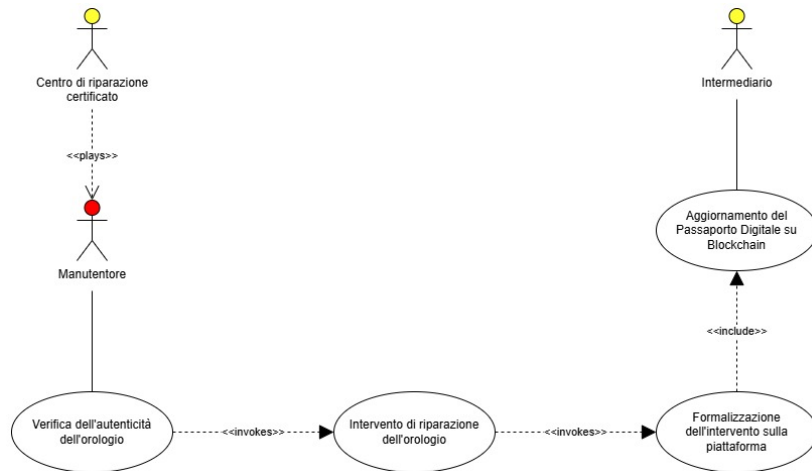 Centro di riparazione
certificato
Intermediario
<<plays>>
Manutentore
Aggiornamento del
Passaporto Digitale su
Blockchain
<<include>>
Verifica dell'autenticità
dell'orologio
<<invokes>>
Intervento di riparazione
dell'orologio
<<invokes>>
Formalizzazione
dell'intervento sulla
piattaforma